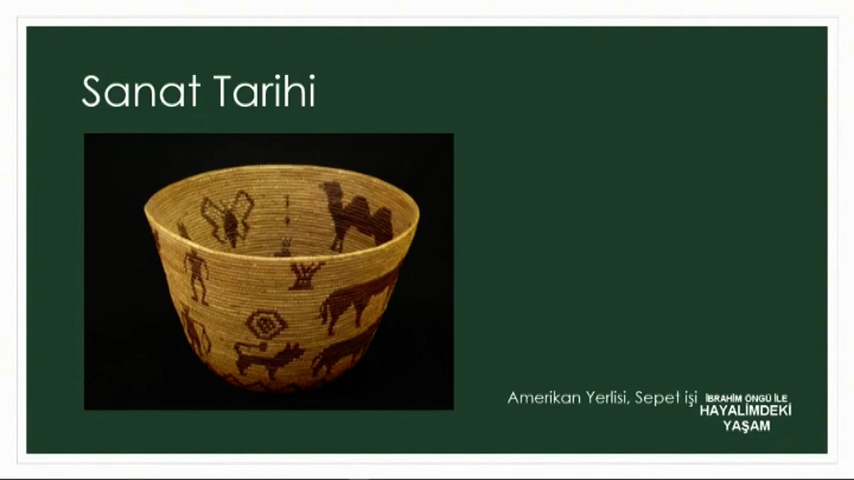 Sanat Tarihi
Amerikan Yerlisi, Sepet işi
İBRAHİM ÖNGÜ İLE
HAYALİMDEKİ
YAŞAM